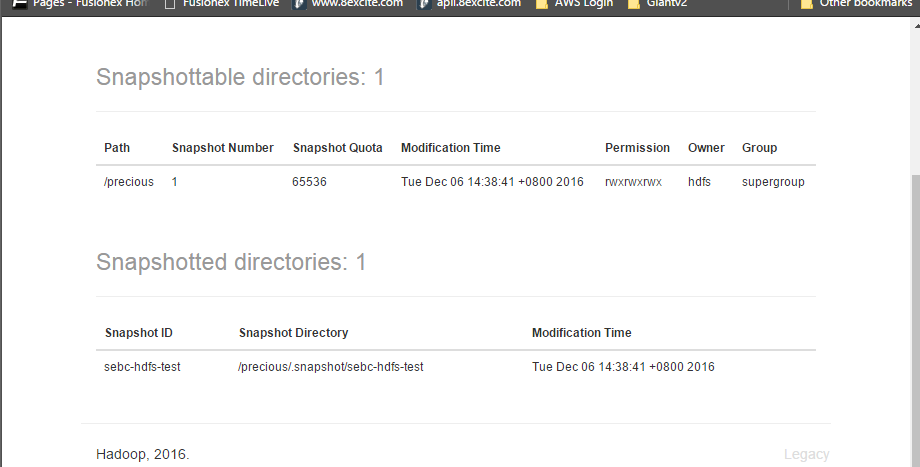 Pages - Fusionex Hom Fusionex TimeLive www.8excite.com api1.8excite.com AWS Login Giantv2 Other bookmarks
Snapshottable directories: 1
Path Snapshot Number Snapshot Quota Modification Time Permission Owner Group
/precious 1 65536 Tue Dec 06 14:38:41 +0800 2016 rwxrwxrwx hdfs supergroup
Snapshotted directories: 1
Snapshot ID Snapshot Directory Modification Time
sebc-hdfs-test /precious/.snapshot/sebc-hdfs-test Tue Dec 06 14:38:41 +0800 2016
Hadoop, 2016. Legacy